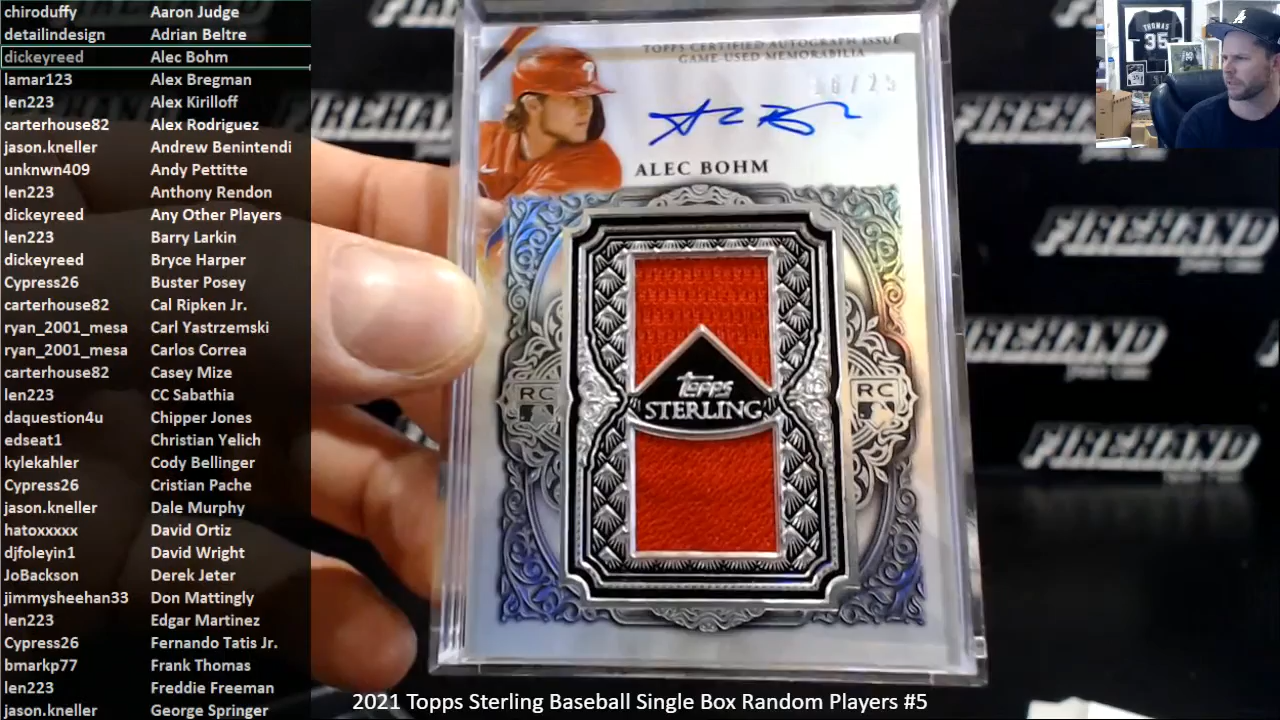 chiroduffy Aaron Judge
detailindesign Adrian Beltre
dickeyreed Alec Bohm
lamar123 Alex Bregman
len223 Alex Kirilloff
carterhouse82 Alex Rodriguez
jason.kneller Andrew Benintendi
unknwn409 Andy Pettitte
len223 Anthony Rendon
dickeyreed Any Other Players
len223 Barry Larkin
dickeyreed Bryce Harper
Cypress26 Buster Posey
carterhouse82 Cal Ripken Jr.
ryan_2001_mesa Carl Yastrzemski
ryan_2001_mesa Carlos Correa
carterhouse82 Casey Mize
len223 CC Sabathia
daquestion4u Chipper Jones
edseat1 Christian Yelich
kylekahler Cody Bellinger
Cypress26 Cristian Pache
jason.kneller Dale Murphy
hatoxxxxx David Ortiz
djfoleyin1 David Wright
JoBackson Derek Jeter
jimmysheehan33 Don Mattingly
len223 Edgar Martinez
Cypress26 Fernando Tatis Jr.
bmarkp77 Frank Thomas
len223 Freddie Freeman
jason.kneller George Springer
TOPPS CERTIFIED AUTOGRAPH ISSUE
GAME-USED MEMORABILIA
/25
ALEC BOHM
RC
RC
Topps
STERLING
FIREHAND
FIREHAND
FIREHAND
THOMAS
35
2021 Topps Sterling Baseball Single Box Random Players #5